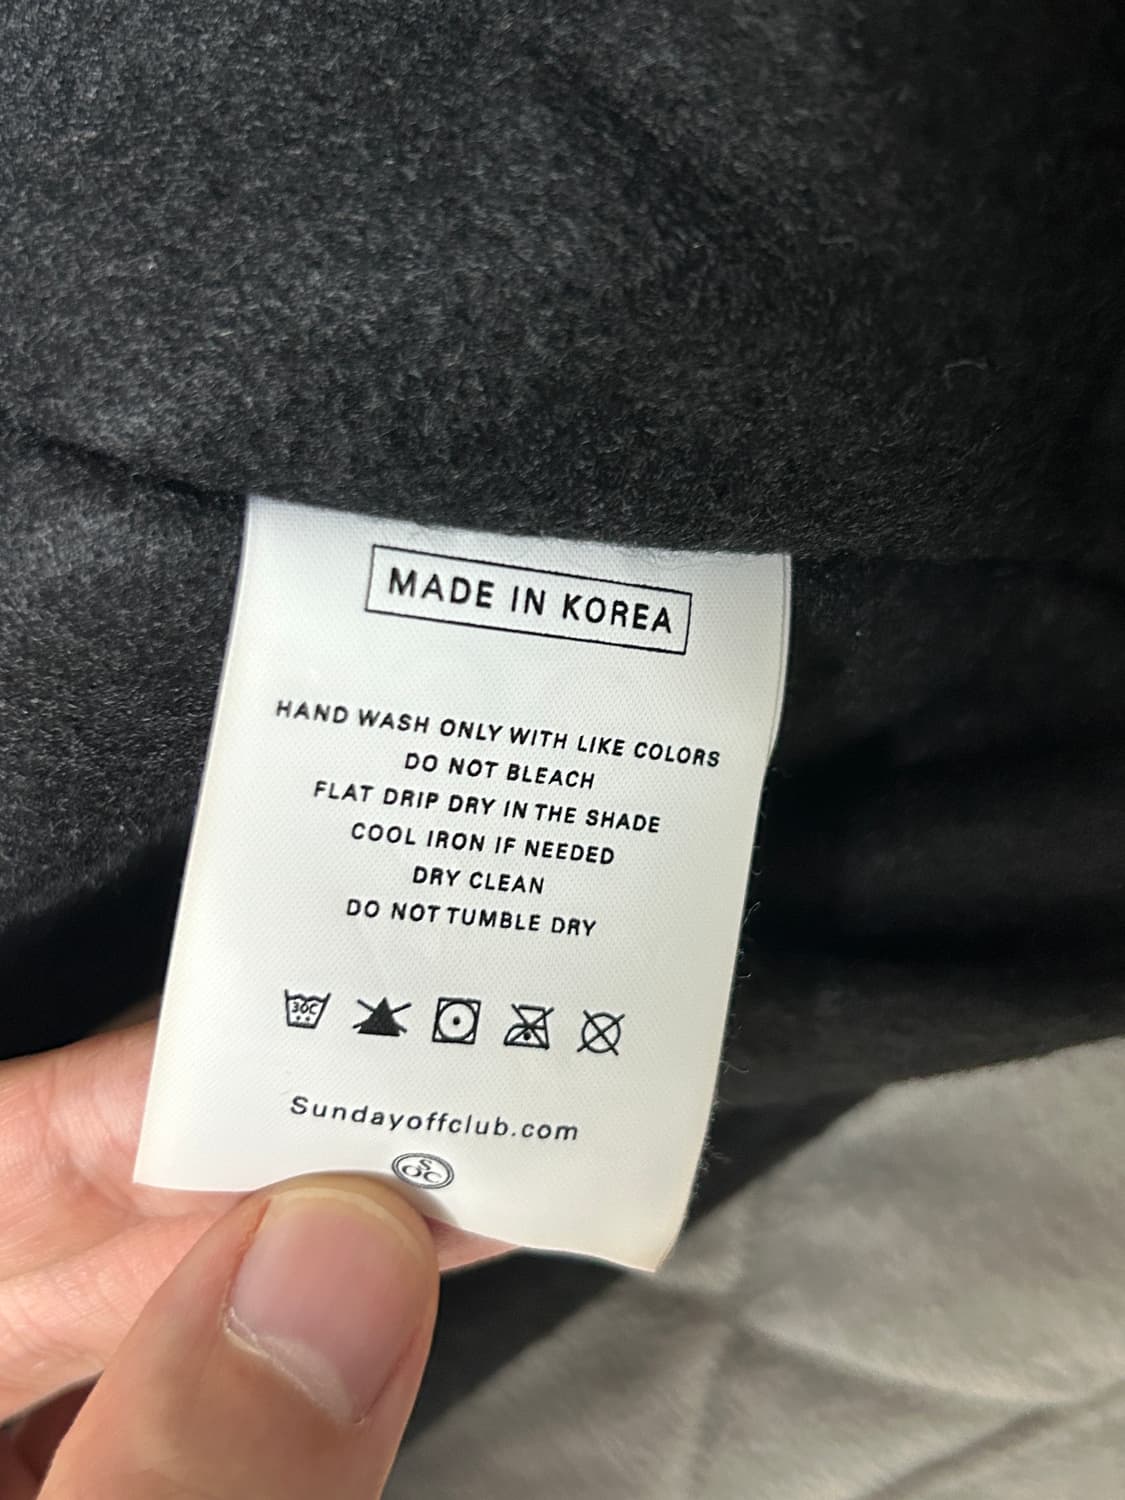 MADE IN KOREA
HAND WASH ONLY WITH LIKE COLORS
DO NOT BLEACH
FLAT DRIP DRY IN THE SHADE
COOL IRON IF NEEDED
DRY CLEAN
DO NOT TUMBLE DRY
30C
Sundayoffclub.com
SOC